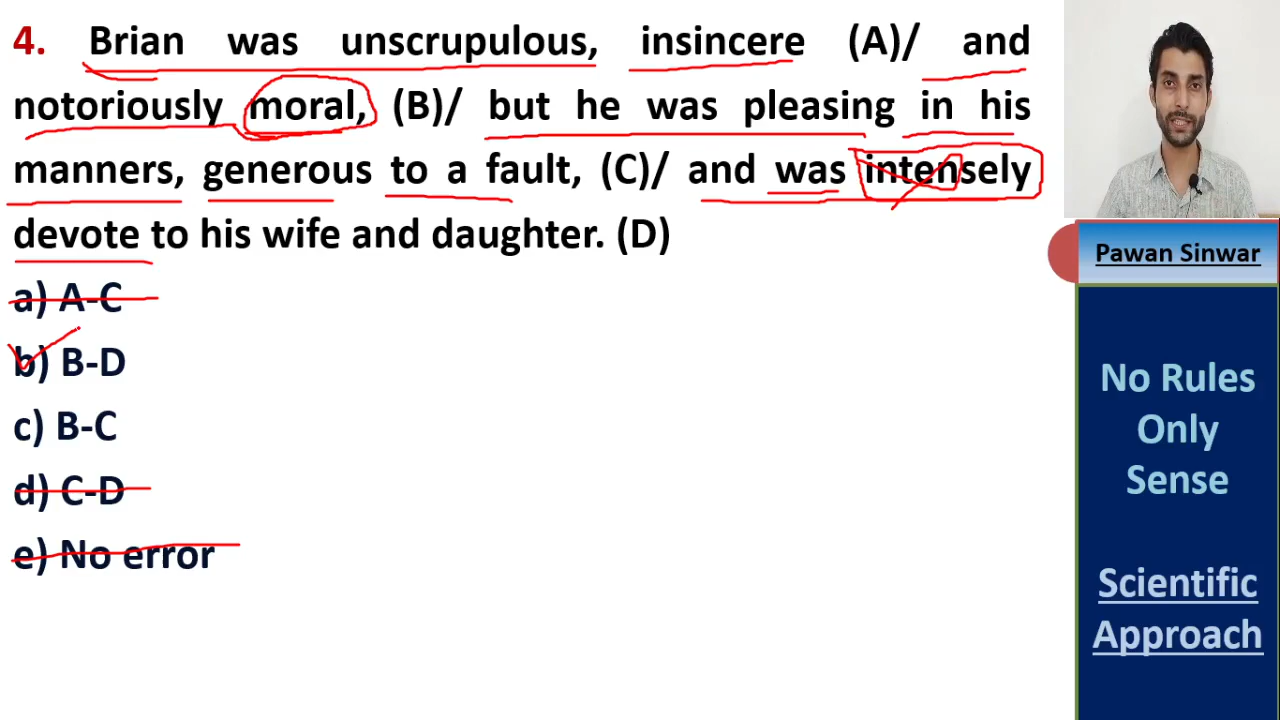 4. Brian was unscrupulous, insincere (A)/ and
notoriously moral, (B)/ but he was pleasing in his
manners, generous to a fault, (C)/ and was intensely
devote to his wife and daughter. (D)
a) A-C
b) B-D
c) B-C
d) C-D
e) No error
Pawan Sinwar
No Rules
Only
Sense
Scientific
Approach